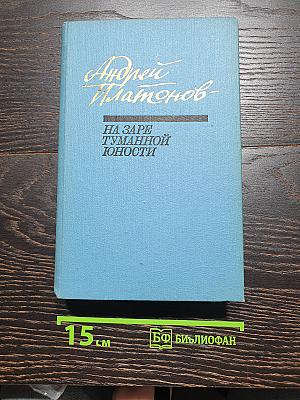 Андрей
Платонов
НА ЗАРЕ
ТУМАННОЙ
ЮНОСТИ
15 см
БФ БИБЛИОФАН